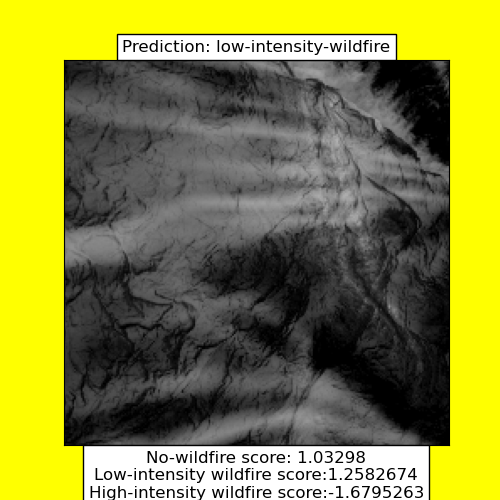 Prediction: low-intensity-wildfire
No-wildfire score: 1.03298
Low-intensity wildfire score:1.2582674
High-intensity wildfire score:-1.6795263